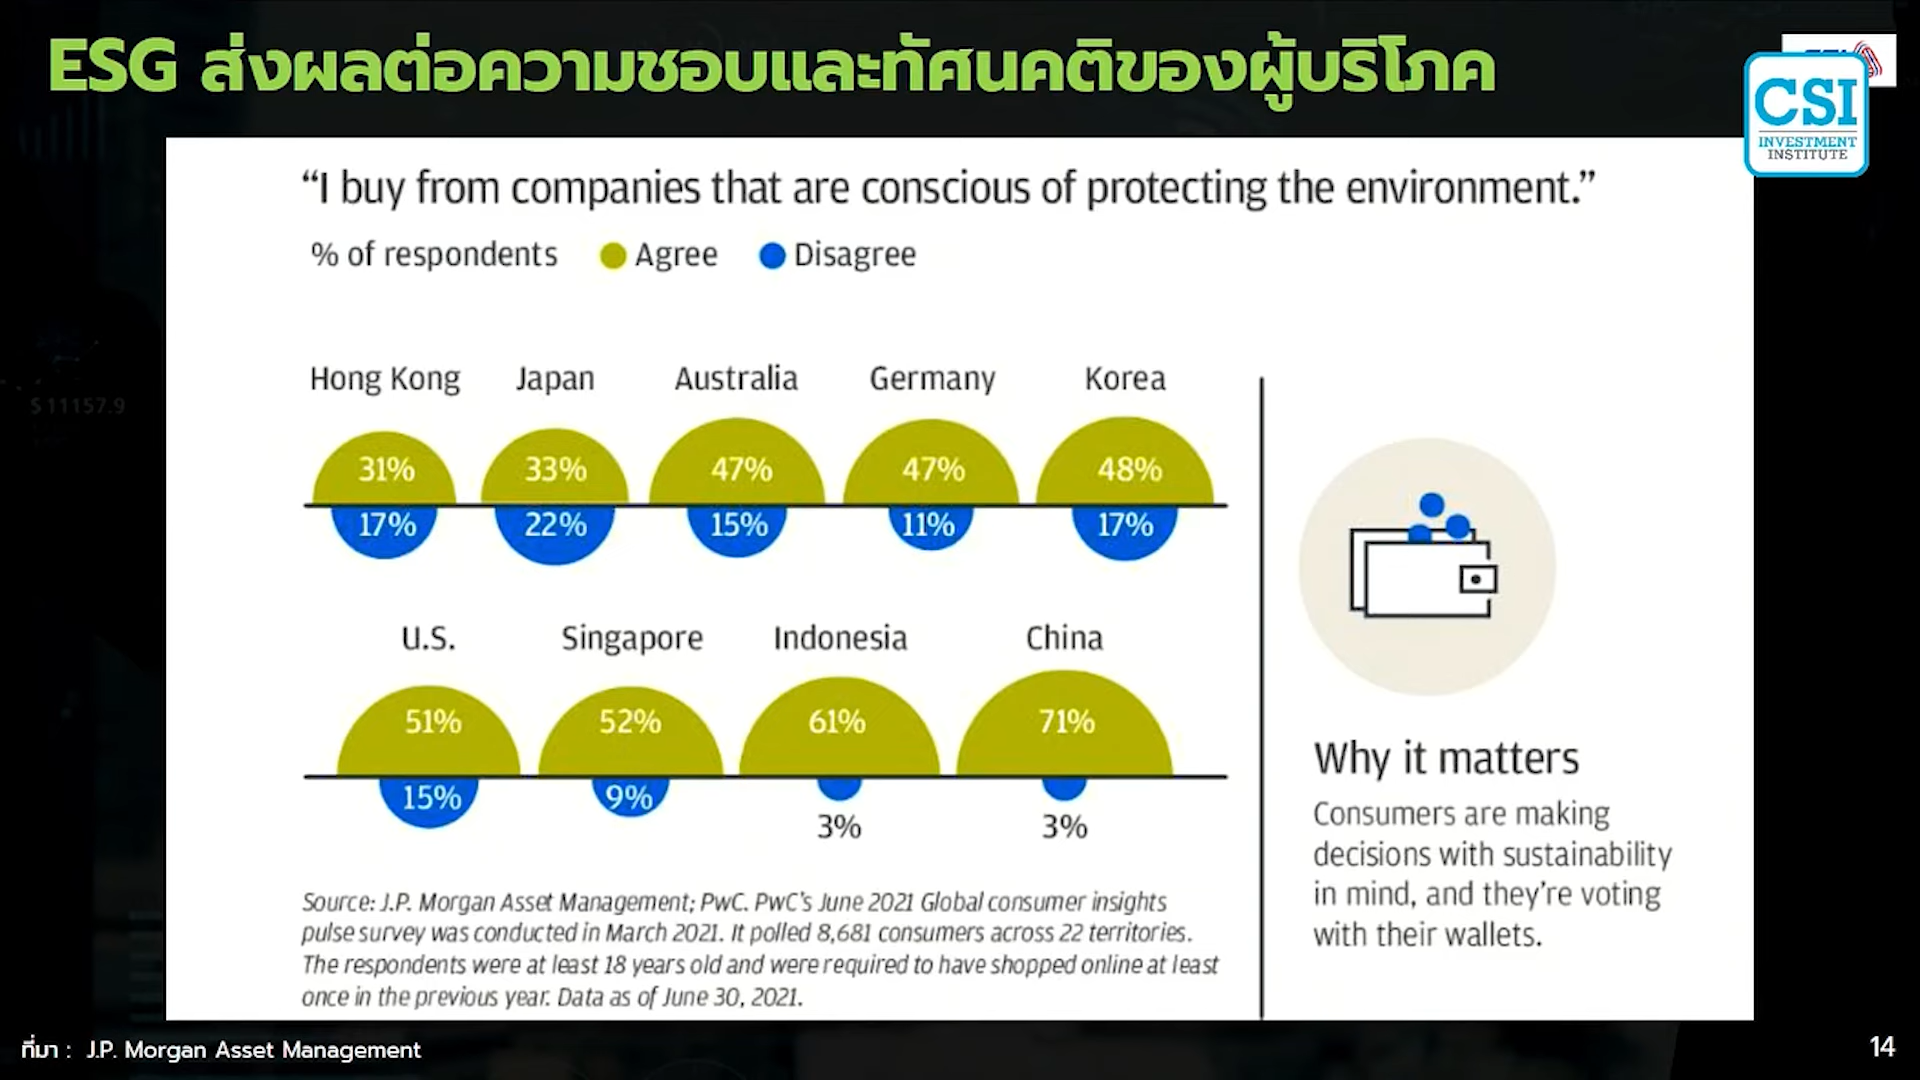 ESG ส่งผลต่อความชอบและทัศนคติของผู้บริโภค
CSI
INVESTMENT
INSTITUTE
“I buy from companies that are conscious of protecting the environment.”
% of respondents Agree Disagree
Hong Kong Japan Australia Germany Korea
31% 33% 47% 47% 48%
17% 22% 15% 11% 17%
U.S. Singapore Indonesia China
51% 52% 61% 71%
15% 9% 3% 3%
Why it matters
Consumers are making
decisions with sustainability
in mind, and they’re voting
with their wallets.
Source: J.P. Morgan Asset Management; PwC. PwC’s June 2021 Global consumer insights
pulse survey was conducted in March 2021. It polled 8,681 consumers across 22 territories.
The respondents were at least 18 years old and were required to have shopped online at least
once in the previous year. Data as of June 30, 2021.
$11157.9
ที่มา : J.P. Morgan Asset Management
14